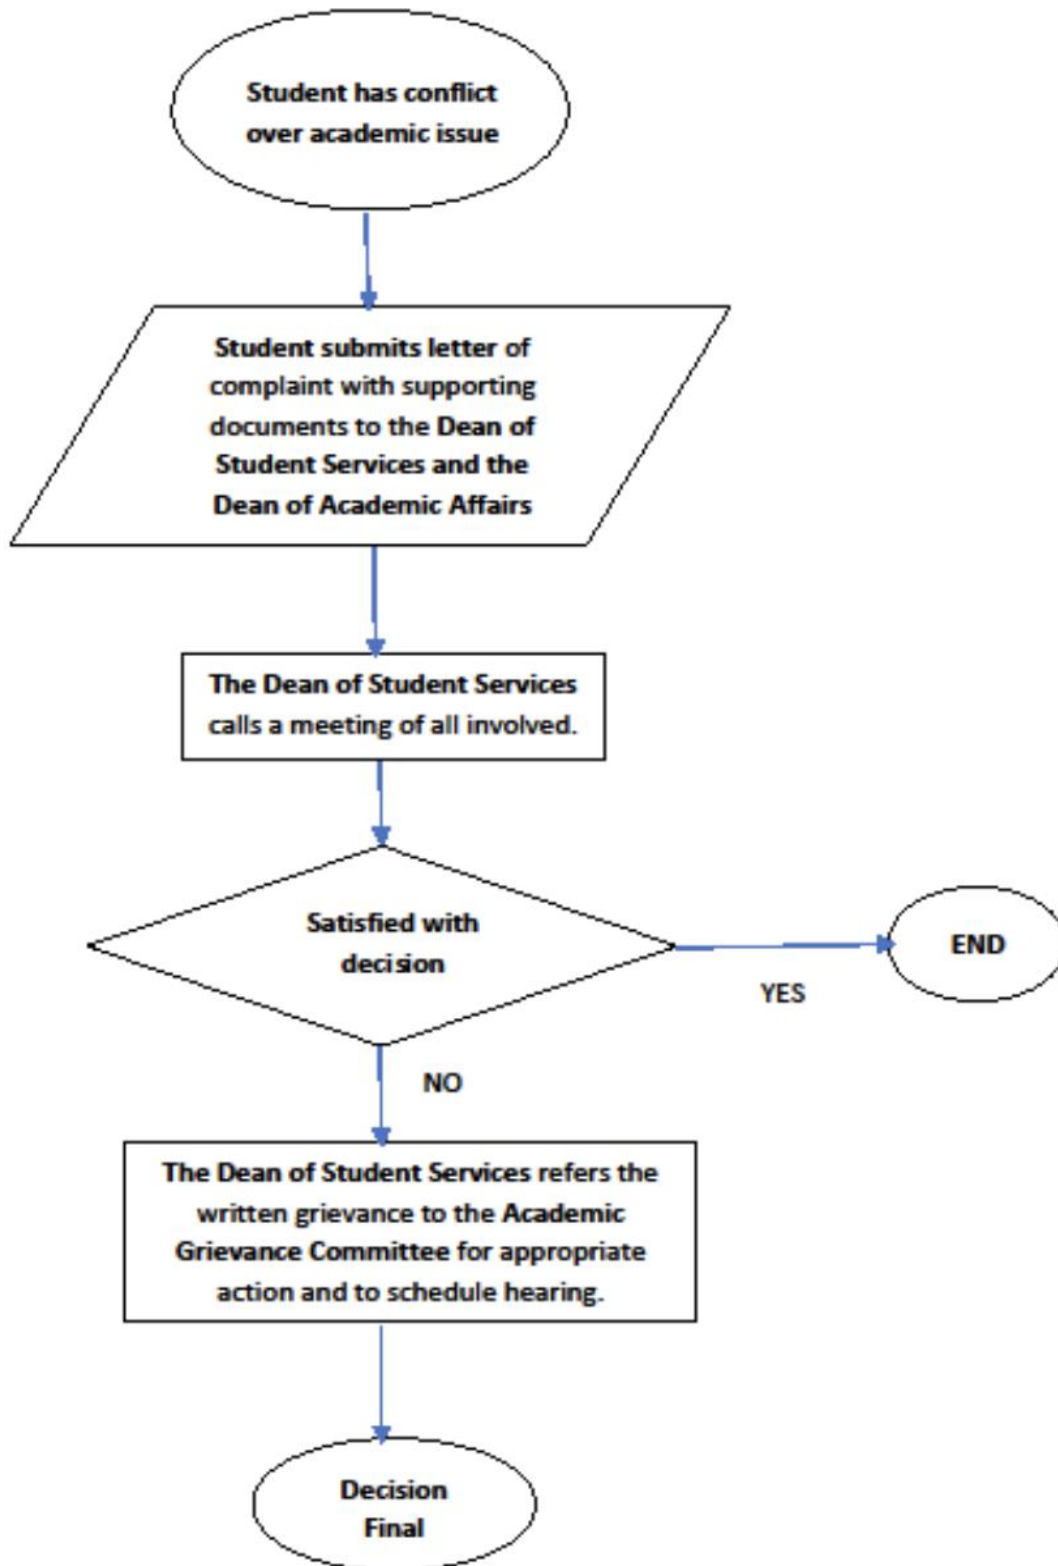 Student has conflict
over academic issue
Student submits letter of
complaint with supporting
documents to the Dean of
Student Services and the
Dean of Academic Affairs
The Dean of Student Services
calls a meeting of all involved.
Satisfied with
decision
END
YES
NO
The Dean of Student Services refers the
written grievance to the Academic
Grievance Committee for appropriate
action and to schedule hearing.
Decision
Final